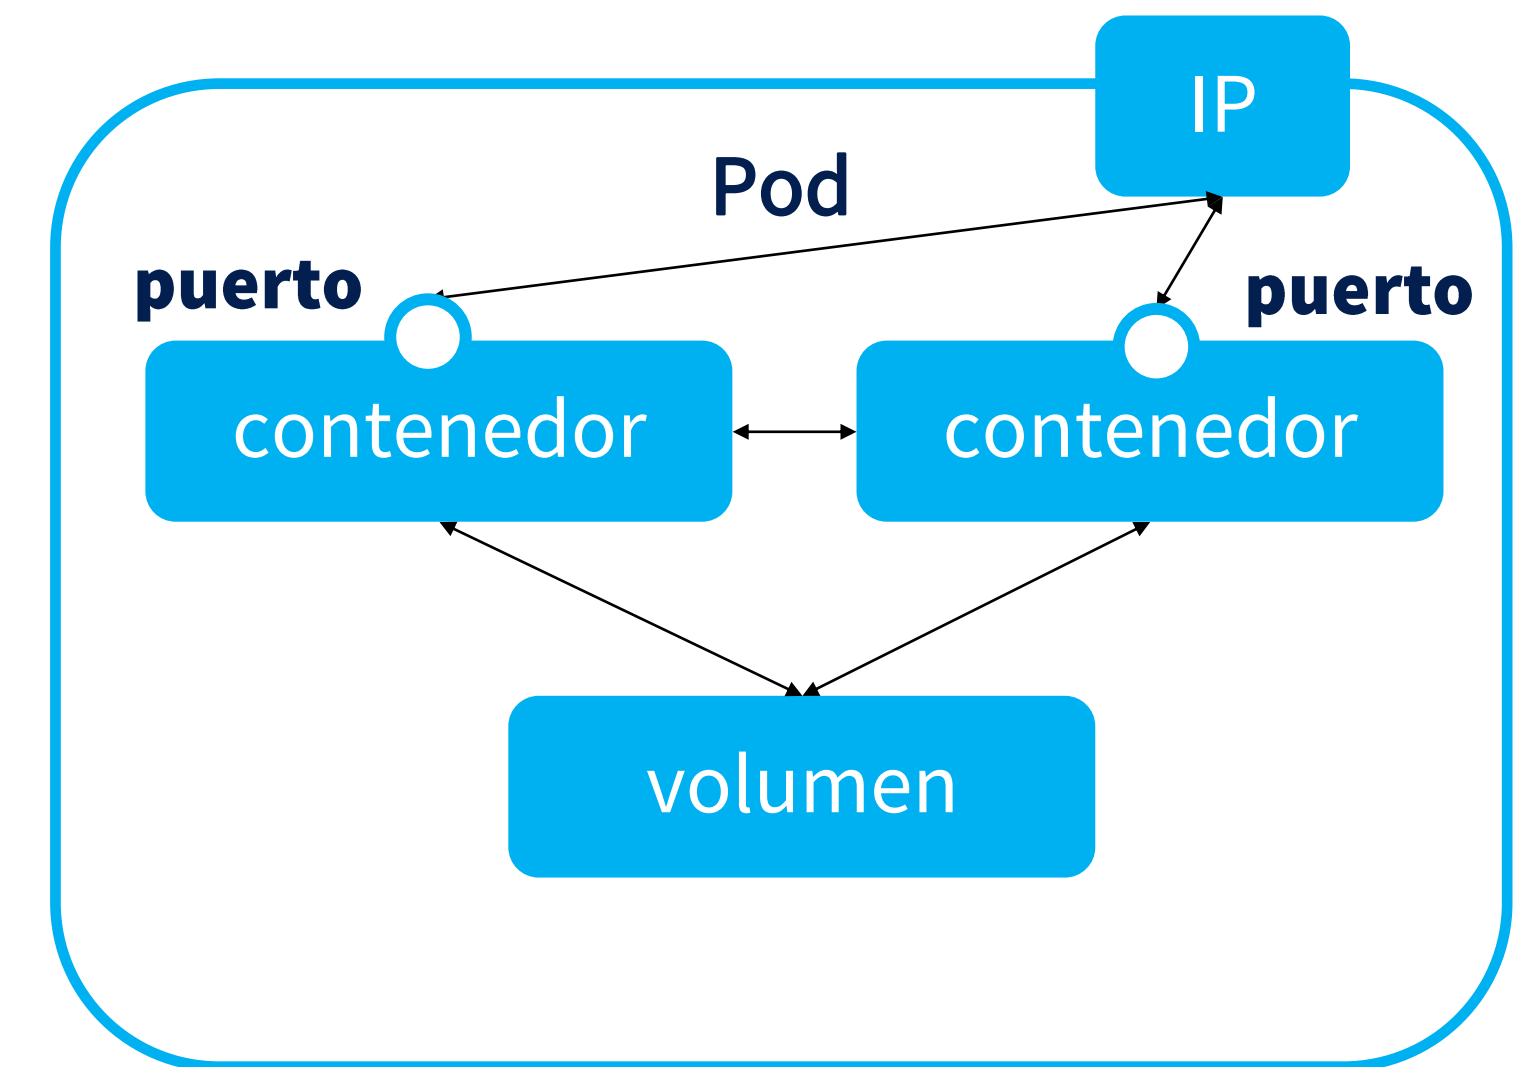 IP
Pod
puerto
puerto
contenedor
contenedor
volumen